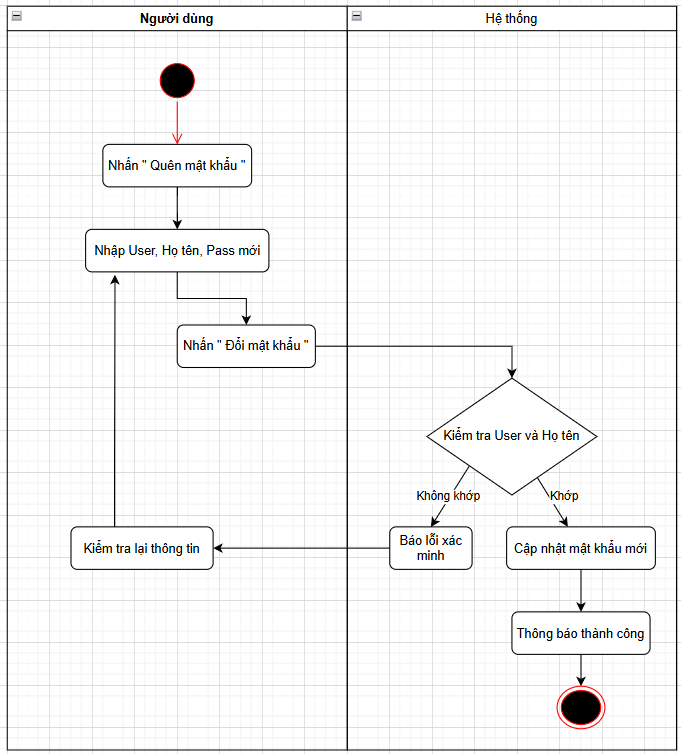 Người dùng
Hệ thống
Nhấn " Quên mật khẩu "
Nhập User, Họ tên, Pass mới
Nhấn " Đổi mật khẩu "
Kiểm tra User và Họ tên
Không khớp
Khớp
Kiểm tra lại thông tin
Báo lỗi xác
minh
Cập nhật mật khẩu mới
Thông báo thành công